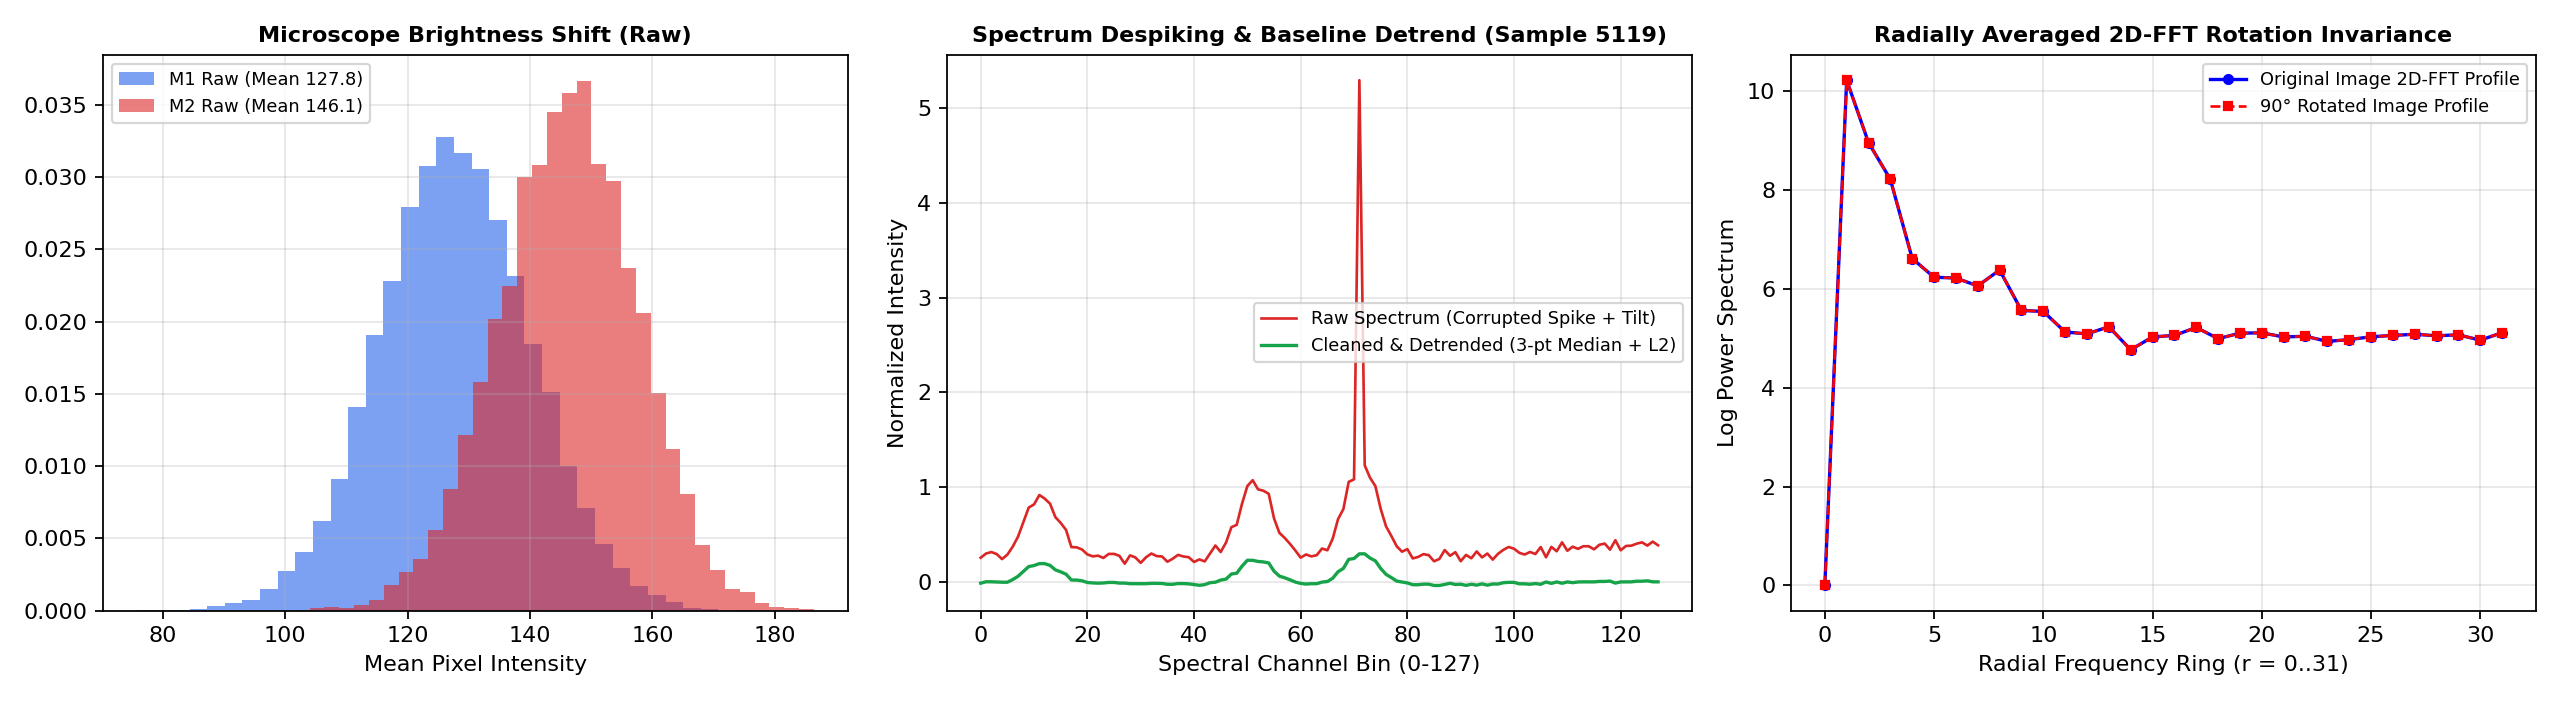 Microscope Brightness Shift (Raw)
M1 Raw (Mean 127.8)
M2 Raw (Mean 146.1)
0.035
0.030
0.025
0.020
0.015
0.010
0.005
0.000
80 100 120 140 160 180
Mean Pixel Intensity
Spectrum Despiking & Baseline Detrend (Sample 5119)
Normalized Intensity
5
4
3
2
1
0
Raw Spectrum (Corrupted Spike + Tilt)
Cleaned & Detrended (3-pt Median + L2)
0 20 40 60 80 100 120
Spectral Channel Bin (0-127)
Radially Averaged 2D-FFT Rotation Invariance
Log Power Spectrum
Original Image 2D-FFT Profile
90° Rotated Image Profile
10
8
6
4
2
0
0 5 10 15 20 25 30
Radial Frequency Ring (r = 0..31)